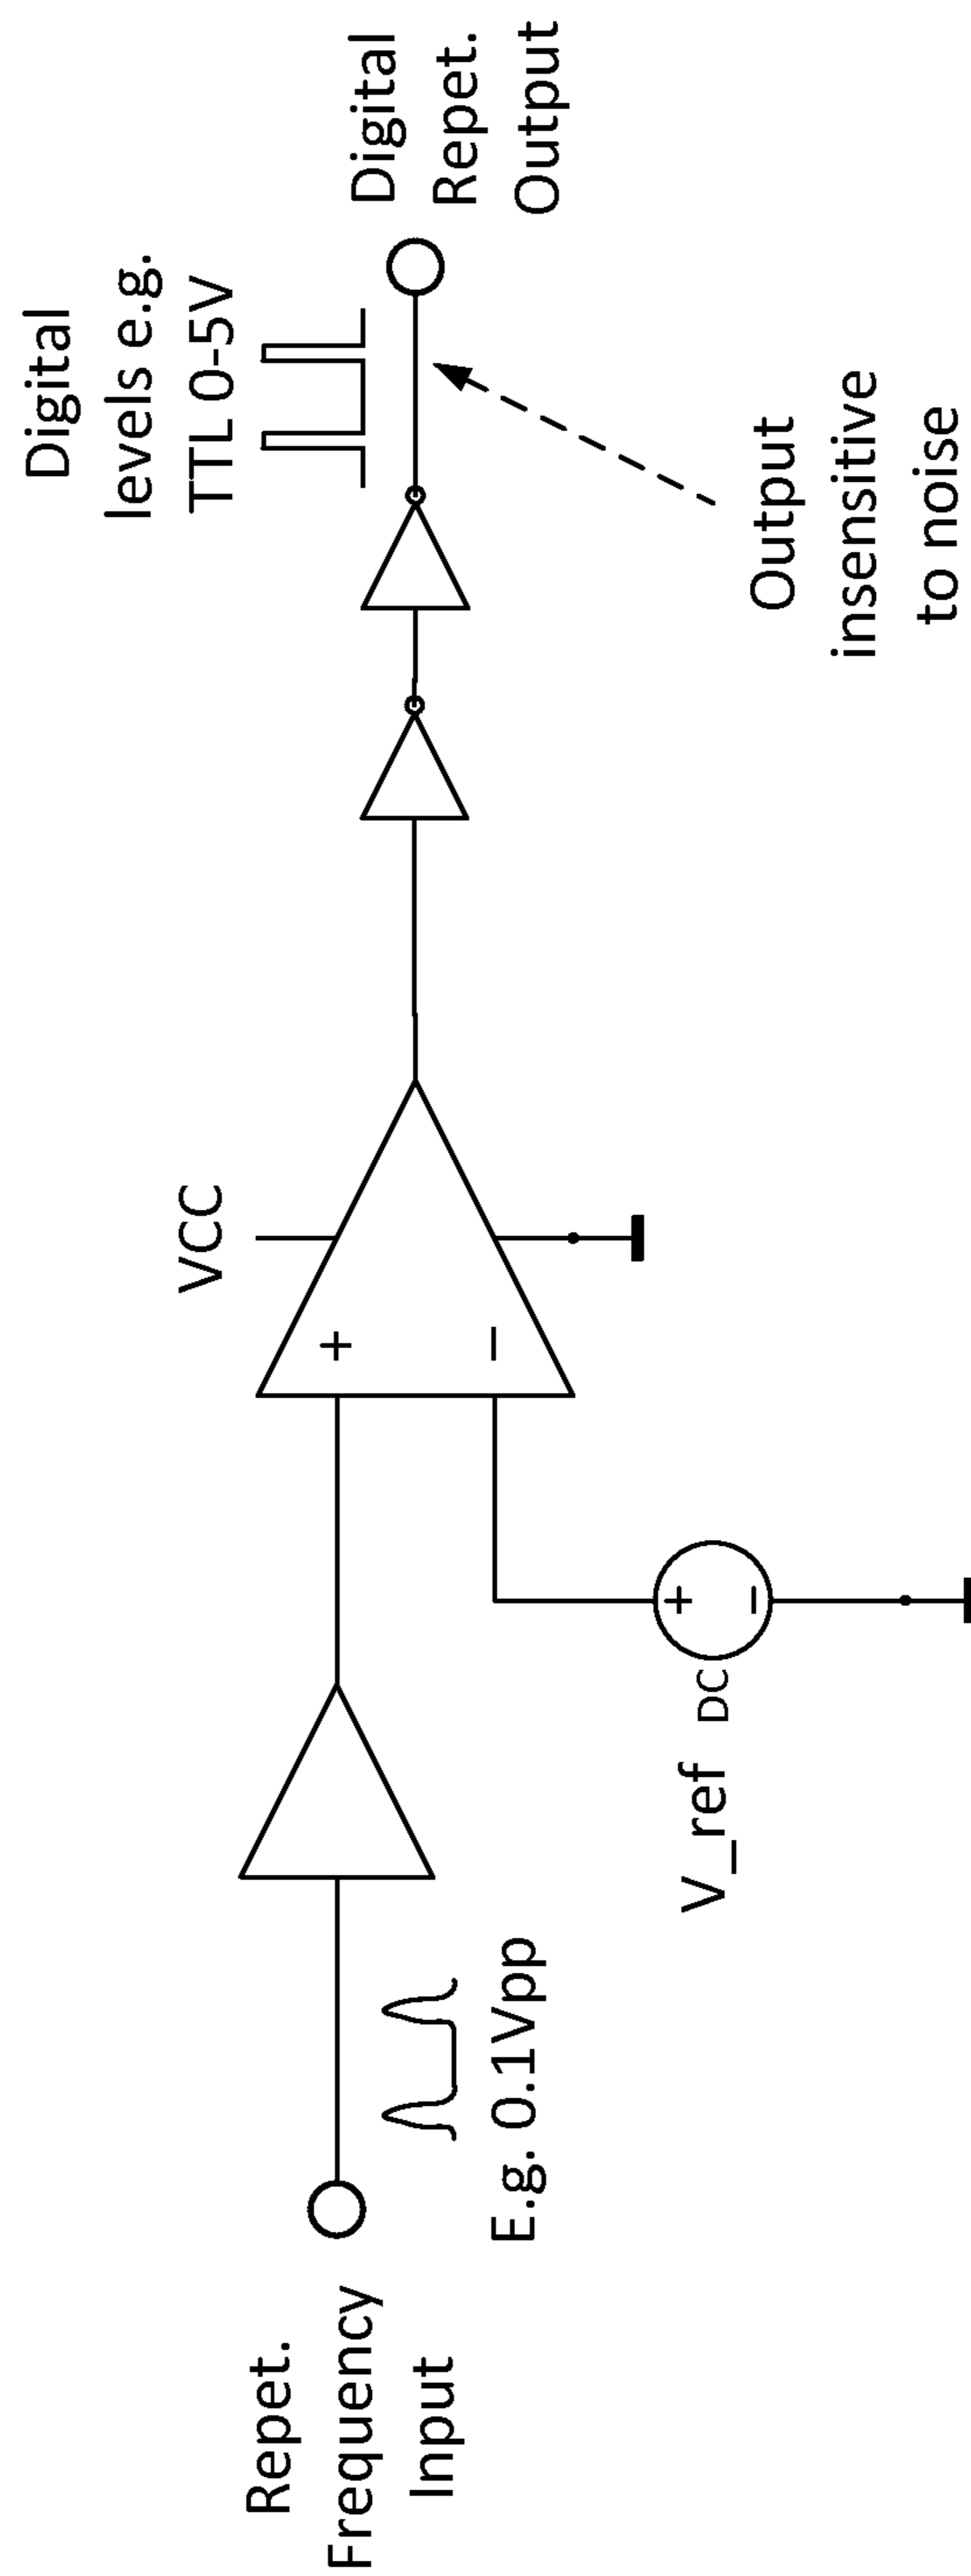 Repet.
Frequency
Input
E.g. 0.1Vpp
V_ref DC
+
−
+
−
VCC
Digital
levels e.g.
TTL 0-5V
Digital
Repet.
Output
Output
insensitive
to noise